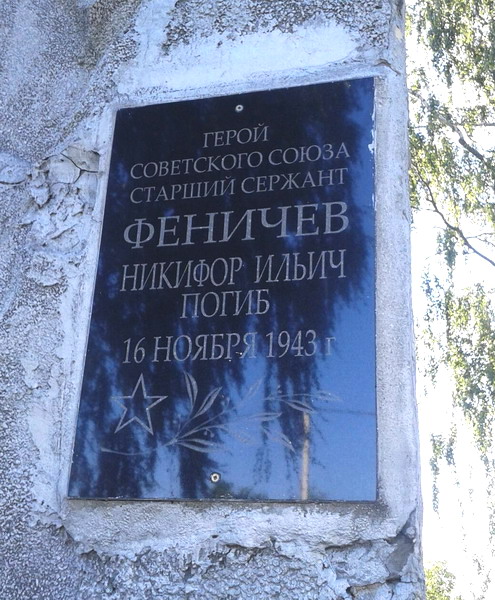 ГЕРОЙ
СОВЕТСКОГО СОЮЗА
СТАРШИЙ СЕРЖАНТ
ФЕНИЧЕВ
НИКИФОР ИЛЬИЧ
ПОГИБ
16 НОЯБРЯ 1943 г